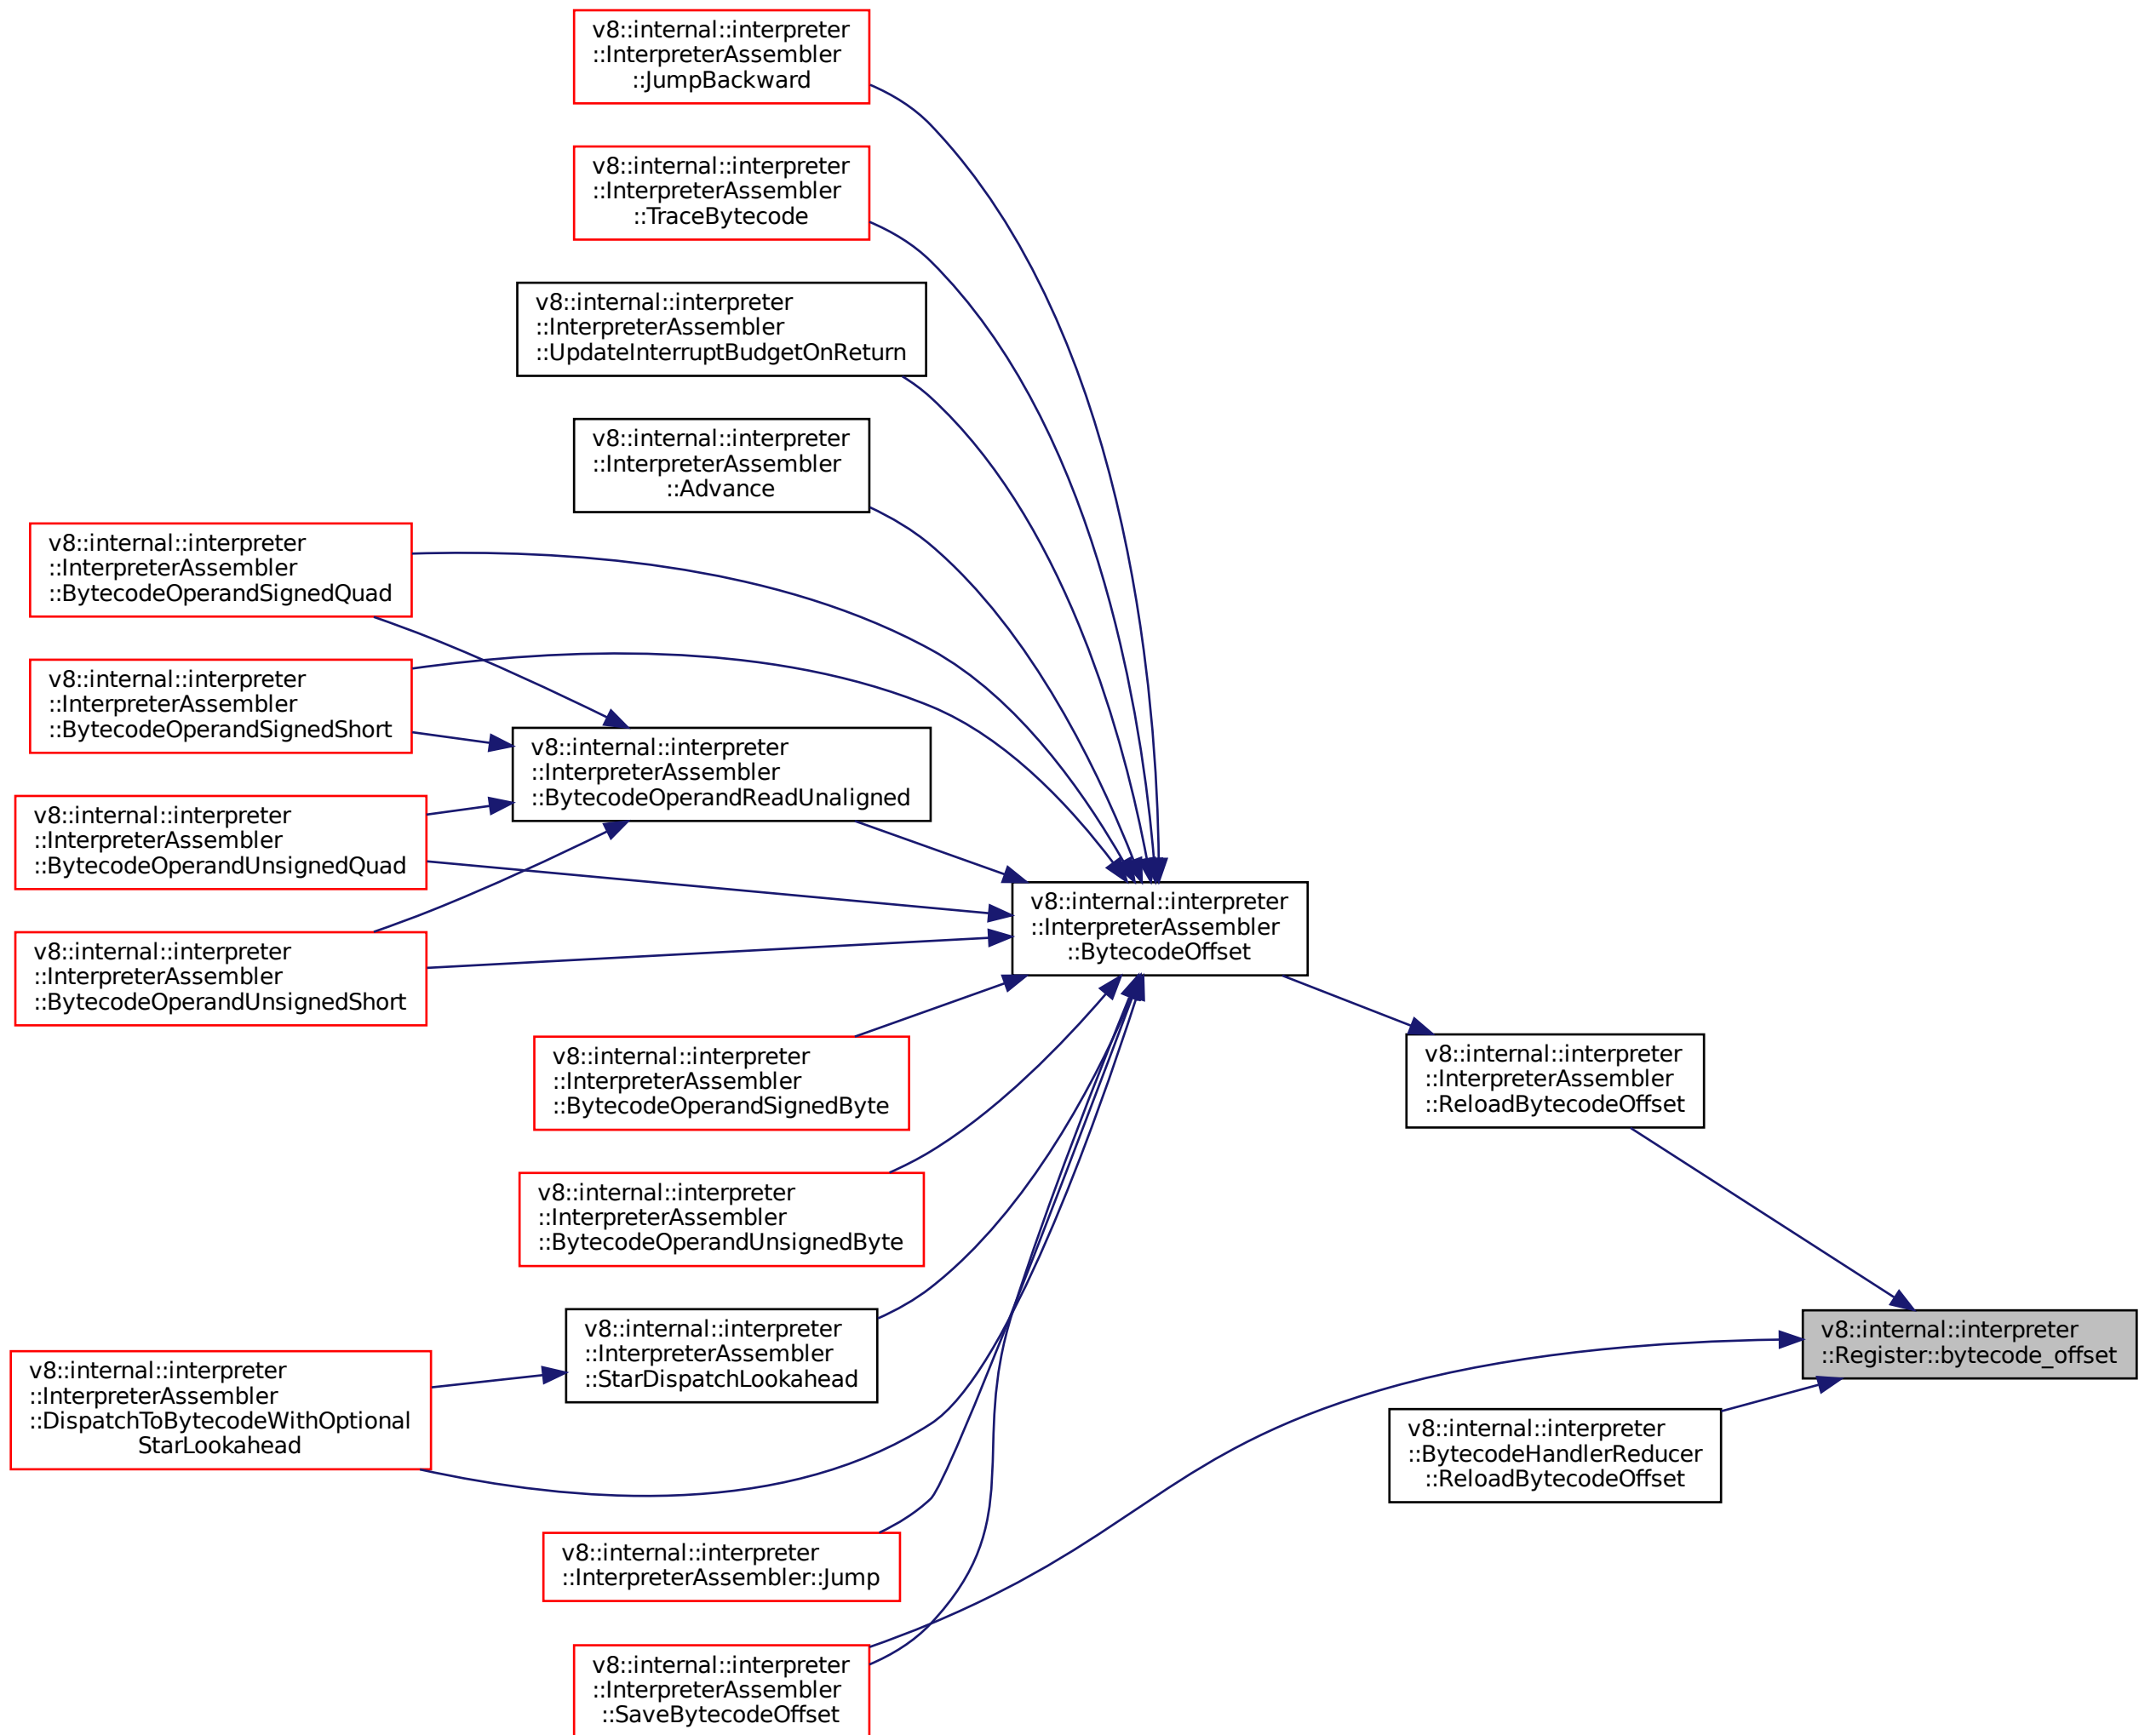 v8::internal::interpreter
::InterpreterAssembler
::JumpBackward
v8::internal::interpreter
::InterpreterAssembler
::TraceBytecode
v8::internal::interpreter
::InterpreterAssembler
::UpdateInterruptBudgetOnReturn
v8::internal::interpreter
::InterpreterAssembler
::Advance
v8::internal::interpreter
::InterpreterAssembler
::BytecodeOperandSignedQuad
v8::internal::interpreter
::InterpreterAssembler
::BytecodeOperandSignedShort
v8::internal::interpreter
::InterpreterAssembler
::BytecodeOperandReadUnaligned
v8::internal::interpreter
::InterpreterAssembler
::BytecodeOperandUnsignedQuad
v8::internal::interpreter
::InterpreterAssembler
::BytecodeOffset
v8::internal::interpreter
::InterpreterAssembler
::BytecodeOperandUnsignedShort
v8::internal::interpreter
::InterpreterAssembler
::ReloadBytecodeOffset
v8::internal::interpreter
::InterpreterAssembler
::BytecodeOperandSignedByte
v8::internal::interpreter
::InterpreterAssembler
::BytecodeOperandUnsignedByte
v8::internal::interpreter
::InterpreterAssembler
::StarDispatchLookahead
v8::internal::interpreter
::Register::bytecode_offset
v8::internal::interpreter
::InterpreterAssembler
::DispatchToBytecodeWithOptional
StarLookahead
v8::internal::interpreter
::BytecodeHandlerReducer
::ReloadBytecodeOffset
v8::internal::interpreter
::InterpreterAssembler::Jump
v8::internal::interpreter
::InterpreterAssembler
::SaveBytecodeOffset